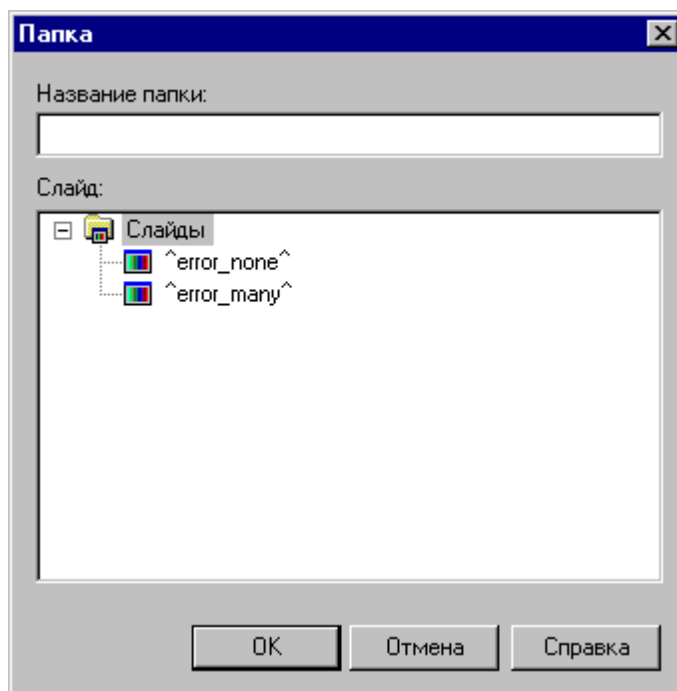 Папка
Название папки:
Слайд:
Слайды
^error_none^
^error_many^
OK Отмена Справка